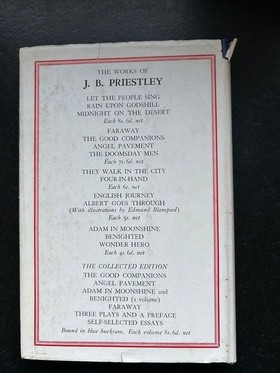 THE WORKS OF
J. B. PRIESTLEY
LET THE PEOPLE SING
RAIN UPON GODSHILL
MIDNIGHT ON THE DESERT
Each 8s. 6d. net
FARAWAY
THE GOOD COMPANIONS
ANGEL PAVEMENT
THE DOOMSDAY MEN
Each 7s. 6d. net
THEY WALK IN THE CITY
FOUR-IN-HAND
Each 6s. net
ENGLISH JOURNEY
ALBERT GOES THROUGH
(With illustrations by Edmund Blampied)
Each 5s. net
ADAM IN MOONSHINE
BENIGHTED
WONDER HERO
Each 4s. 6d. net
THE COLLECTED EDITION
THE GOOD COMPANIONS
ANGEL PAVEMENT
ADAM IN MOONSHINE and
BENIGHTED (1 volume)
FARAWAY
THREE PLAYS AND A PREFACE
SELF-SELECTED ESSAYS
Bound in blue buckram. Each volume 8s. 6d. net